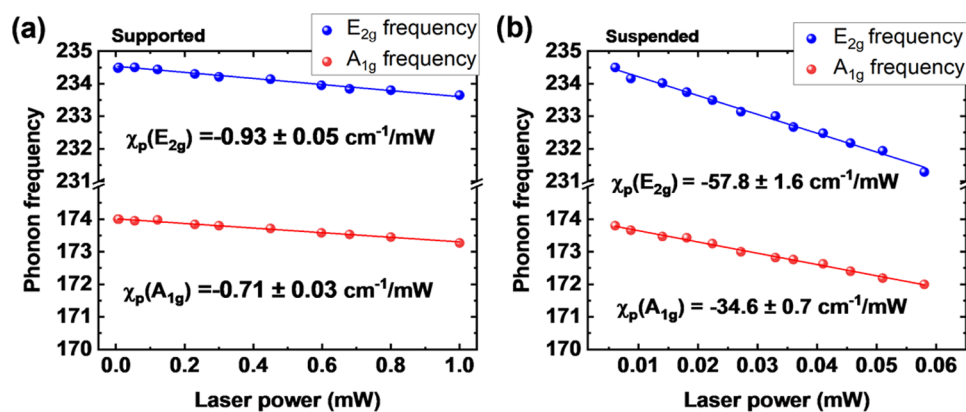 (a)
Supported
E2g frequency
A1g frequency
Phonon frequency
235
234
233
232
231
174
173
172
171
170
χp(E2g) =-0.93 ± 0.05 cm-1/mW
χp(A1g) =-0.71 ± 0.03 cm-1/mW
0.0 0.2 0.4 0.6 0.8 1.0
Laser power (mW)
(b)
Suspended
E2g frequency
A1g frequency
Phonon frequency
235
234
233
232
231
174
173
172
171
170
χp(E2g) = -57.8 ± 1.6 cm-1/mW
χp(A1g) = -34.6 ± 0.7 cm-1/mW
0.01 0.02 0.03 0.04 0.05 0.06
Laser power (mW)